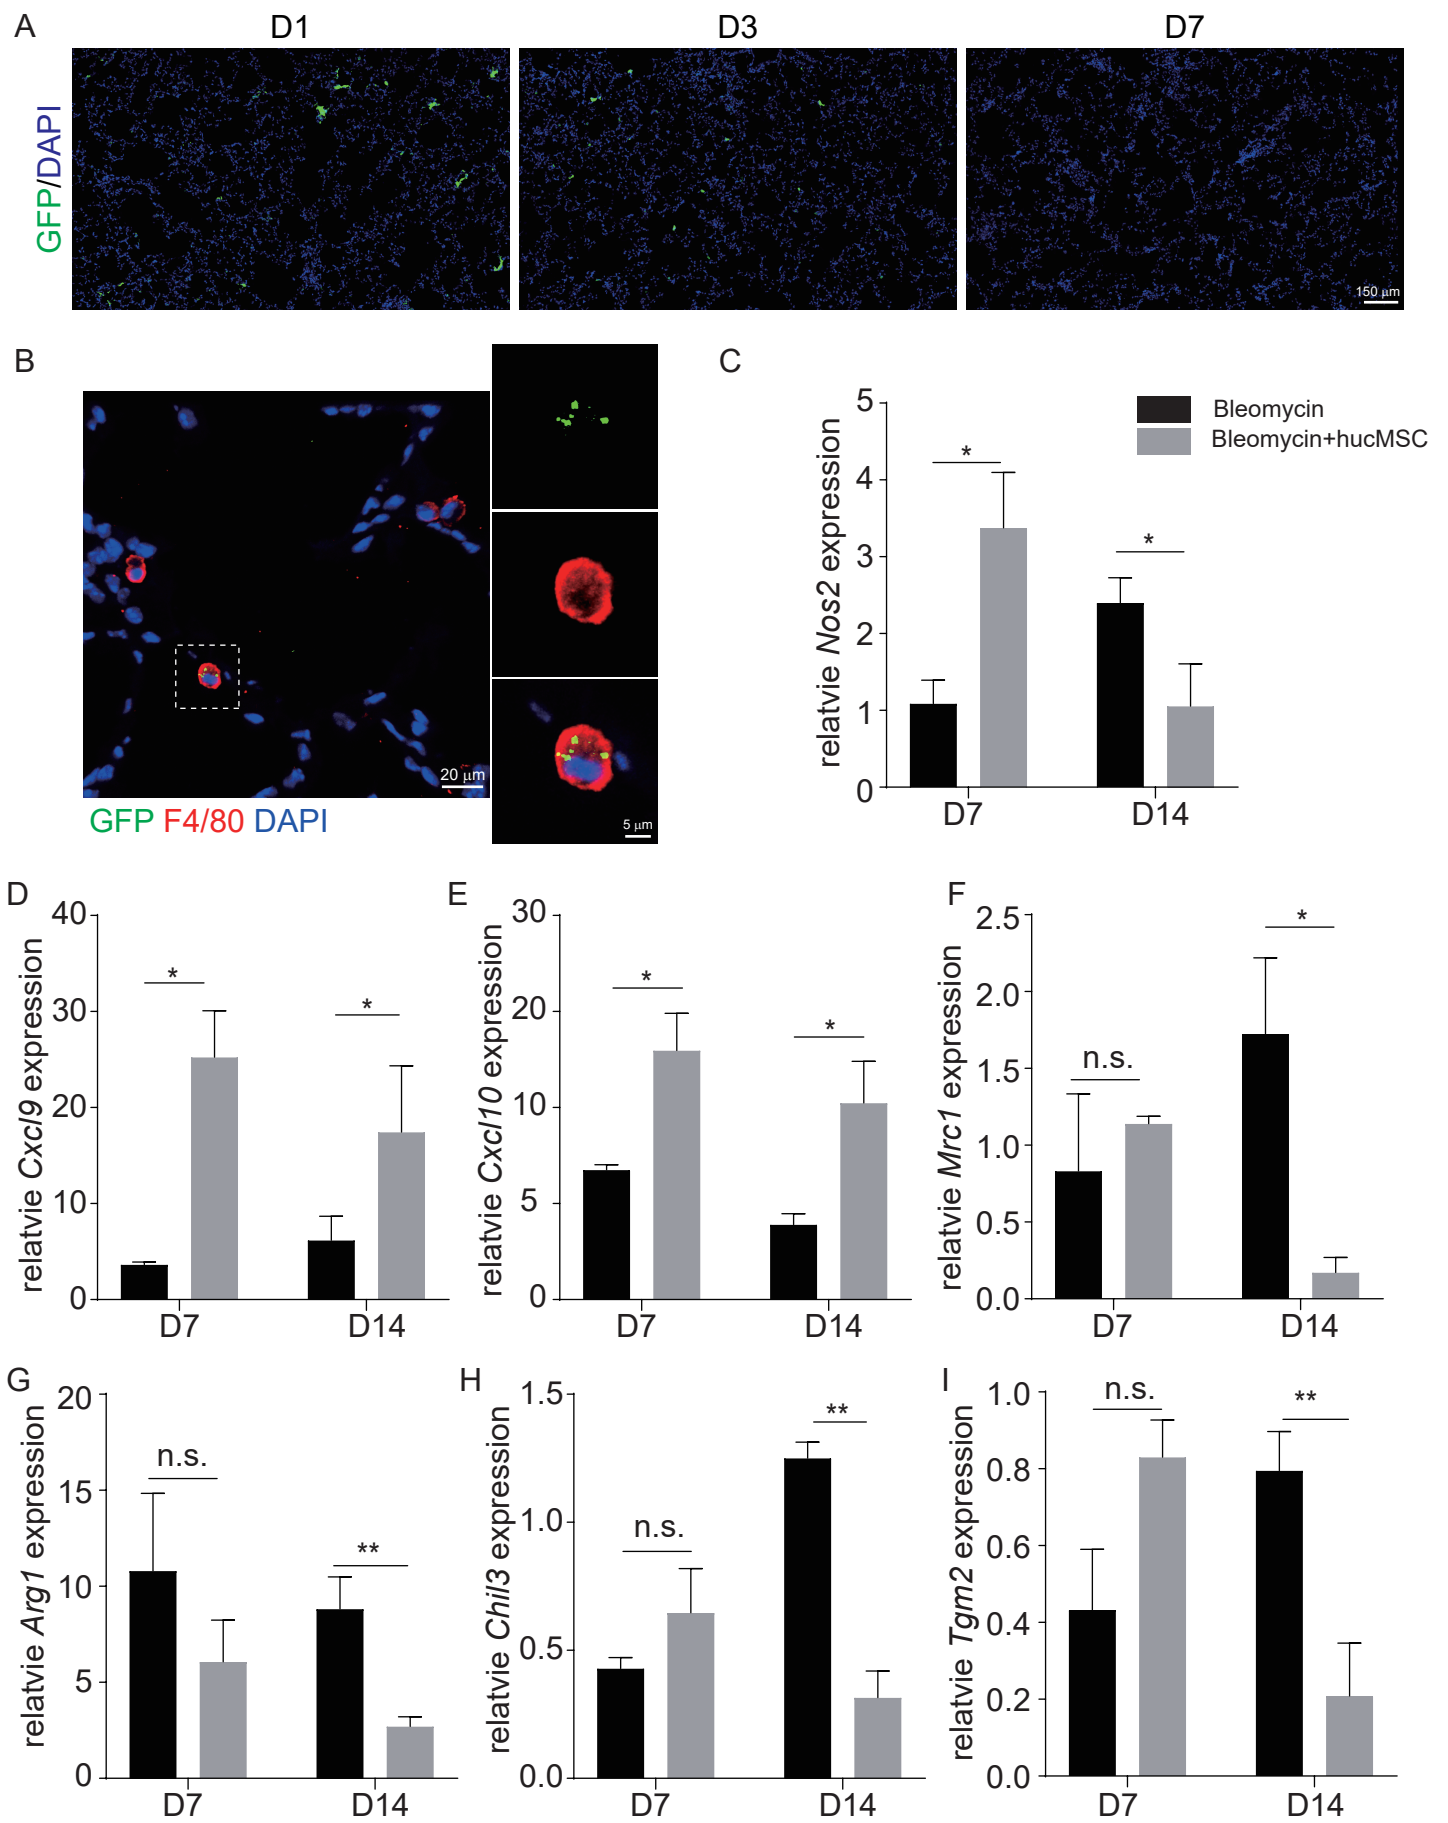 A
D1
D3
D7
GFP/DAPI
150 μm
B
20 μm
GFP F4/80 DAPI
5 μm
C
relatvie Nos2 expression
5
4
3
2
1
0
*
*
D7
D14
Bleomycin
Bleomycin+hucMSC
D
relatvie Cxcl9 expression
40
30
20
10
0
*
*
D7
D14
E
relatvie Cxcl10 expression
30
20
10
5
0
*
*
D7
D14
F
relatvie Mrc1 expression
2.5
2.0
1.5
1.0
0.5
0.0
n.s.
*
D7
D14
G
relatvie Arg1 expression
20
15
10
5
0
n.s.
**
D7
D14
H
relatvie Chil3 expression
1.5
1.0
0.5
0.0
n.s.
**
D7
D14
I
relatvie Tgm2 expression
1.0
0.8
0.6
0.4
0.2
0.0
n.s.
**
D7
D14